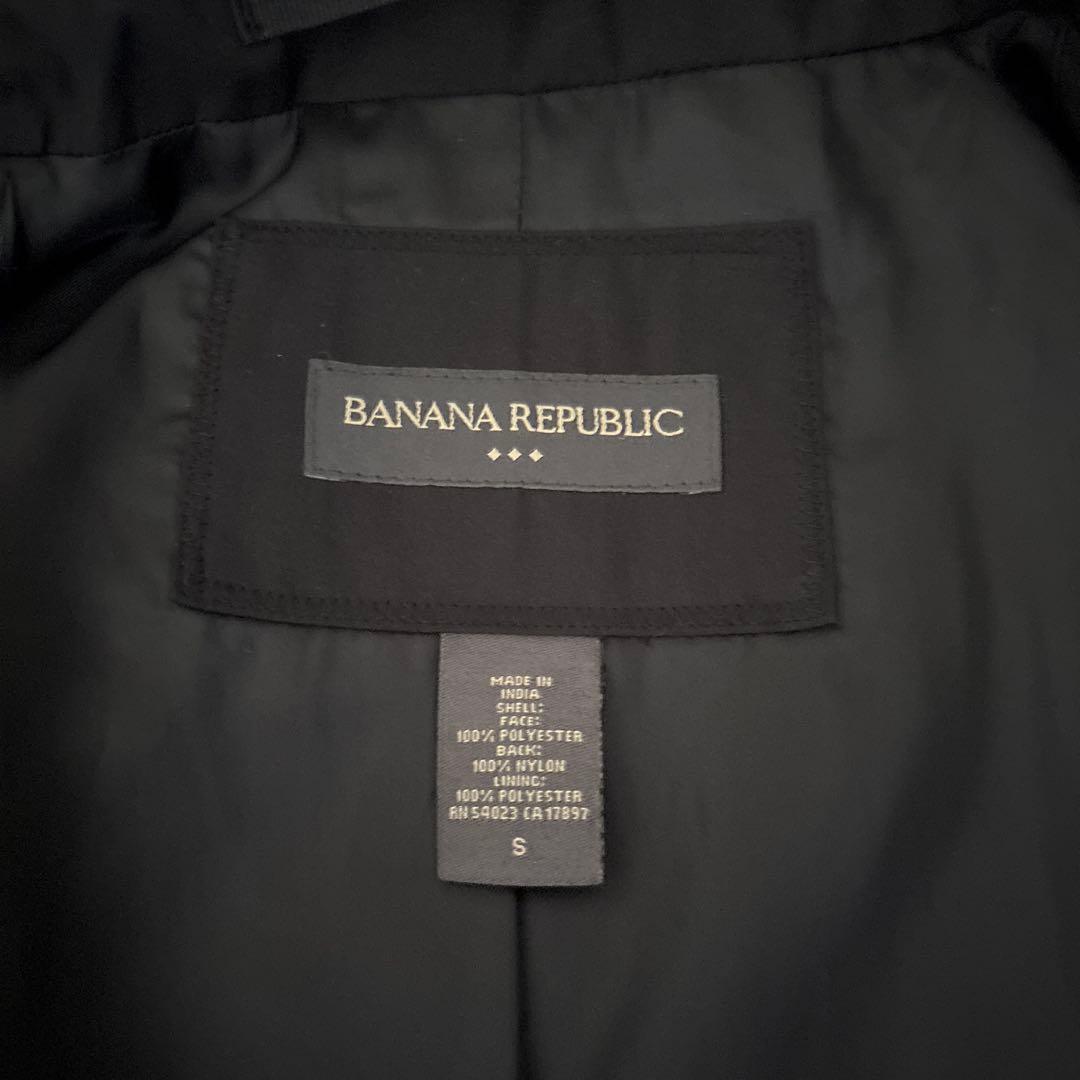 BANANA REPUBLIC
MADE IN
INDIA
SHELL:
FACE:
100% POLYESTER
BACK:
100% NYLON
LINING:
100% POLYESTER
RN 54023 CA 17897
S